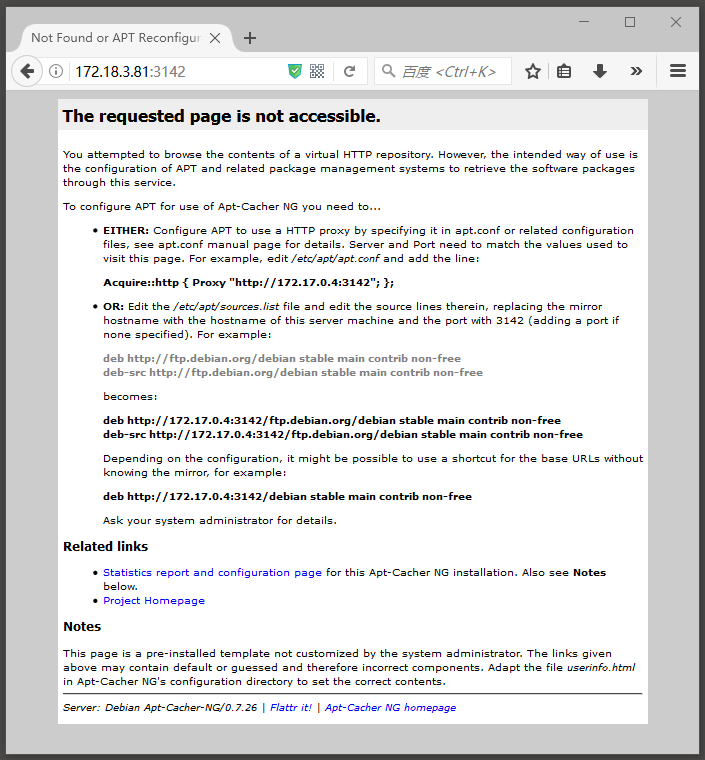 Not Found or APT Reconfigur
172.18.3.81:3142
百度 <Ctrl+K>
The requested page is not accessible.
You attempted to browse the contents of a virtual HTTP repository. However, the intended way of use is
the configuration of APT and related package management systems to retrieve the software packages
through this service.
To configure APT for use of Apt-Cacher NG you need to...
• EITHER: Configure APT to use a HTTP proxy by specifying it in apt.conf or related configuration
files, see apt.conf manual page for details. Server and Port need to match the values used to
visit this page. For example, edit /etc/apt/apt.conf and add the line:
Acquire::http { Proxy "http://172.17.0.4:3142"; };
• OR: Edit the /etc/apt/sources.list file and edit the source lines therein, replacing the mirror
hostname with the hostname of this server machine and the port with 3142 (adding a port if
none specified). For example:
deb http://ftp.debian.org/debian stable main contrib non-free
deb-src http://ftp.debian.org/debian stable main contrib non-free
becomes:
deb http://172.17.0.4:3142/ftp.debian.org/debian stable main contrib non-free
deb-src http://172.17.0.4:3142/ftp.debian.org/debian stable main contrib non-free
Depending on the configuration, it might be possible to use a shortcut for the base URLs without
knowing the mirror, for example:
deb http://172.17.0.4:3142/debian stable main contrib non-free
Ask your system administrator for details.
Related links
• Statistics report and configuration page for this Apt-Cacher NG installation. Also see Notes
below.
• Project Homepage
Notes
This page is a pre-installed template not customized by the system administrator. The links given
above may contain default or guessed and therefore incorrect components. Adapt the file userinfo.html
in Apt-Cacher NG's configuration directory to set the correct contents.
Server: Debian Apt-Cacher-NG/0.7.26 | Flattr it! | Apt-Cacher NG homepage